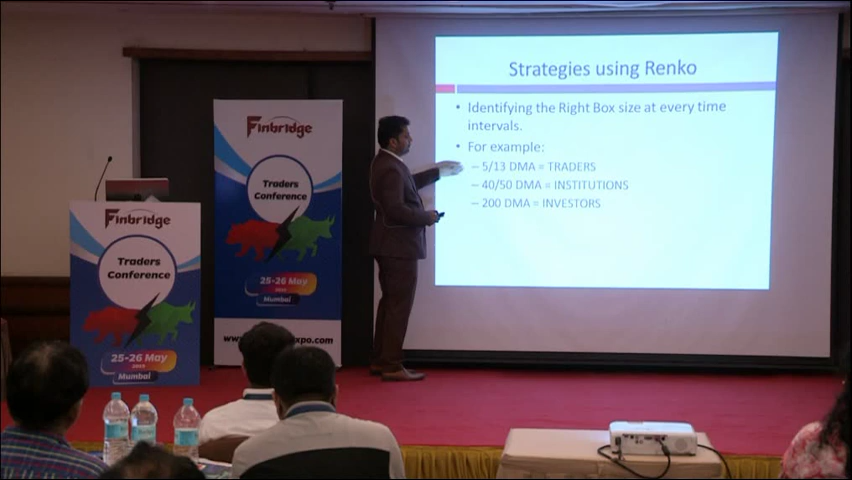 Strategies using Renko
• Identifying the Right Box size at every time
intervals.
• For example:
– 5/13 DMA = TRADERS
– 40/50 DMA = INSTITUTIONS
– 200 DMA = INVESTORS
Finbridge
Traders
Conference
25-26 May
Mumbai
www.
xpo.com
Finbridge
Traders
Conference
25-26 May
Mumbai